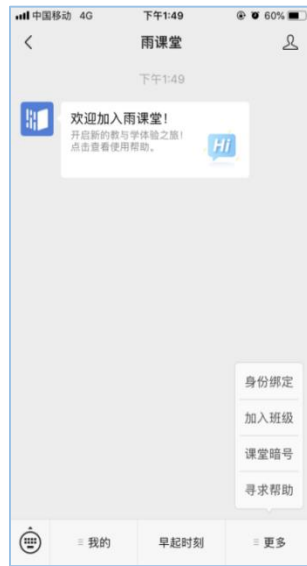 中国移动 4G 下午1:49 60%
雨课堂
下午1:49
欢迎加入雨课堂!
开启新的教与学体验之旅!
点击查看使用帮助。
Hi
身份绑定
加入班级
课堂暗号
寻求帮助
我的 早起时刻 更多